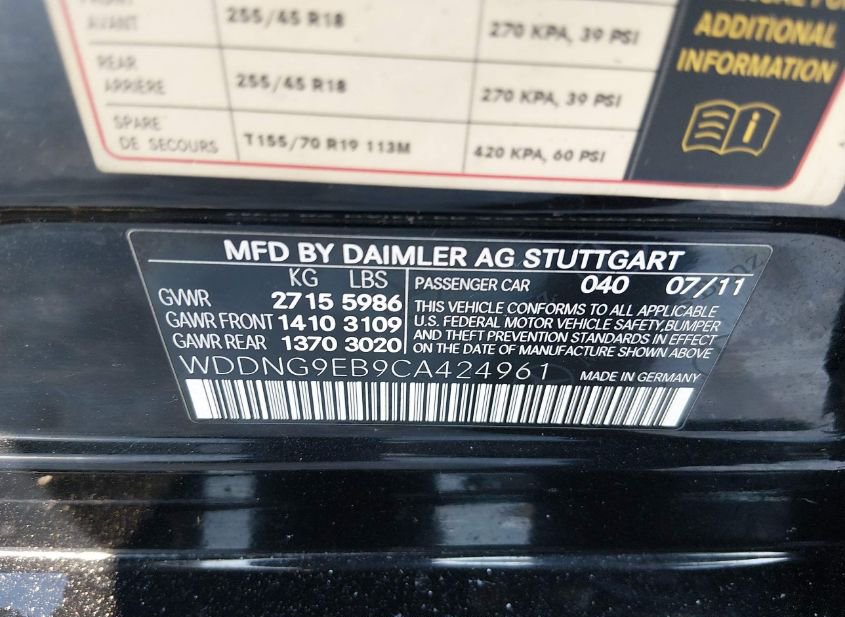 AVANT 255/45 R18 270 KPA, 39 PSI
ADDITIONAL
INFORMATION
REAR
ARRIÈRE 255/45 R18 270 KPA, 39 PSI
SPARE
DE SECOURS T155/70 R19 113M 420 KPA, 60 PSI
MFD BY DAIMLER AG STUTTGART
KG LBS
GVWR 2715 5986
GAWR FRONT 1410 3109
GAWR REAR 1370 3020
PASSENGER CAR 040 07/11
THIS VEHICLE CONFORMS TO ALL APPLICABLE
U.S. FEDERAL MOTOR VEHICLE SAFETY, BUMPER
AND THEFT PREVENTION STANDARDS IN EFFECT
ON THE DATE OF MANUFACTURE SHOWN ABOVE
WDDNG9EB9CA424961 MADE IN GERMANY